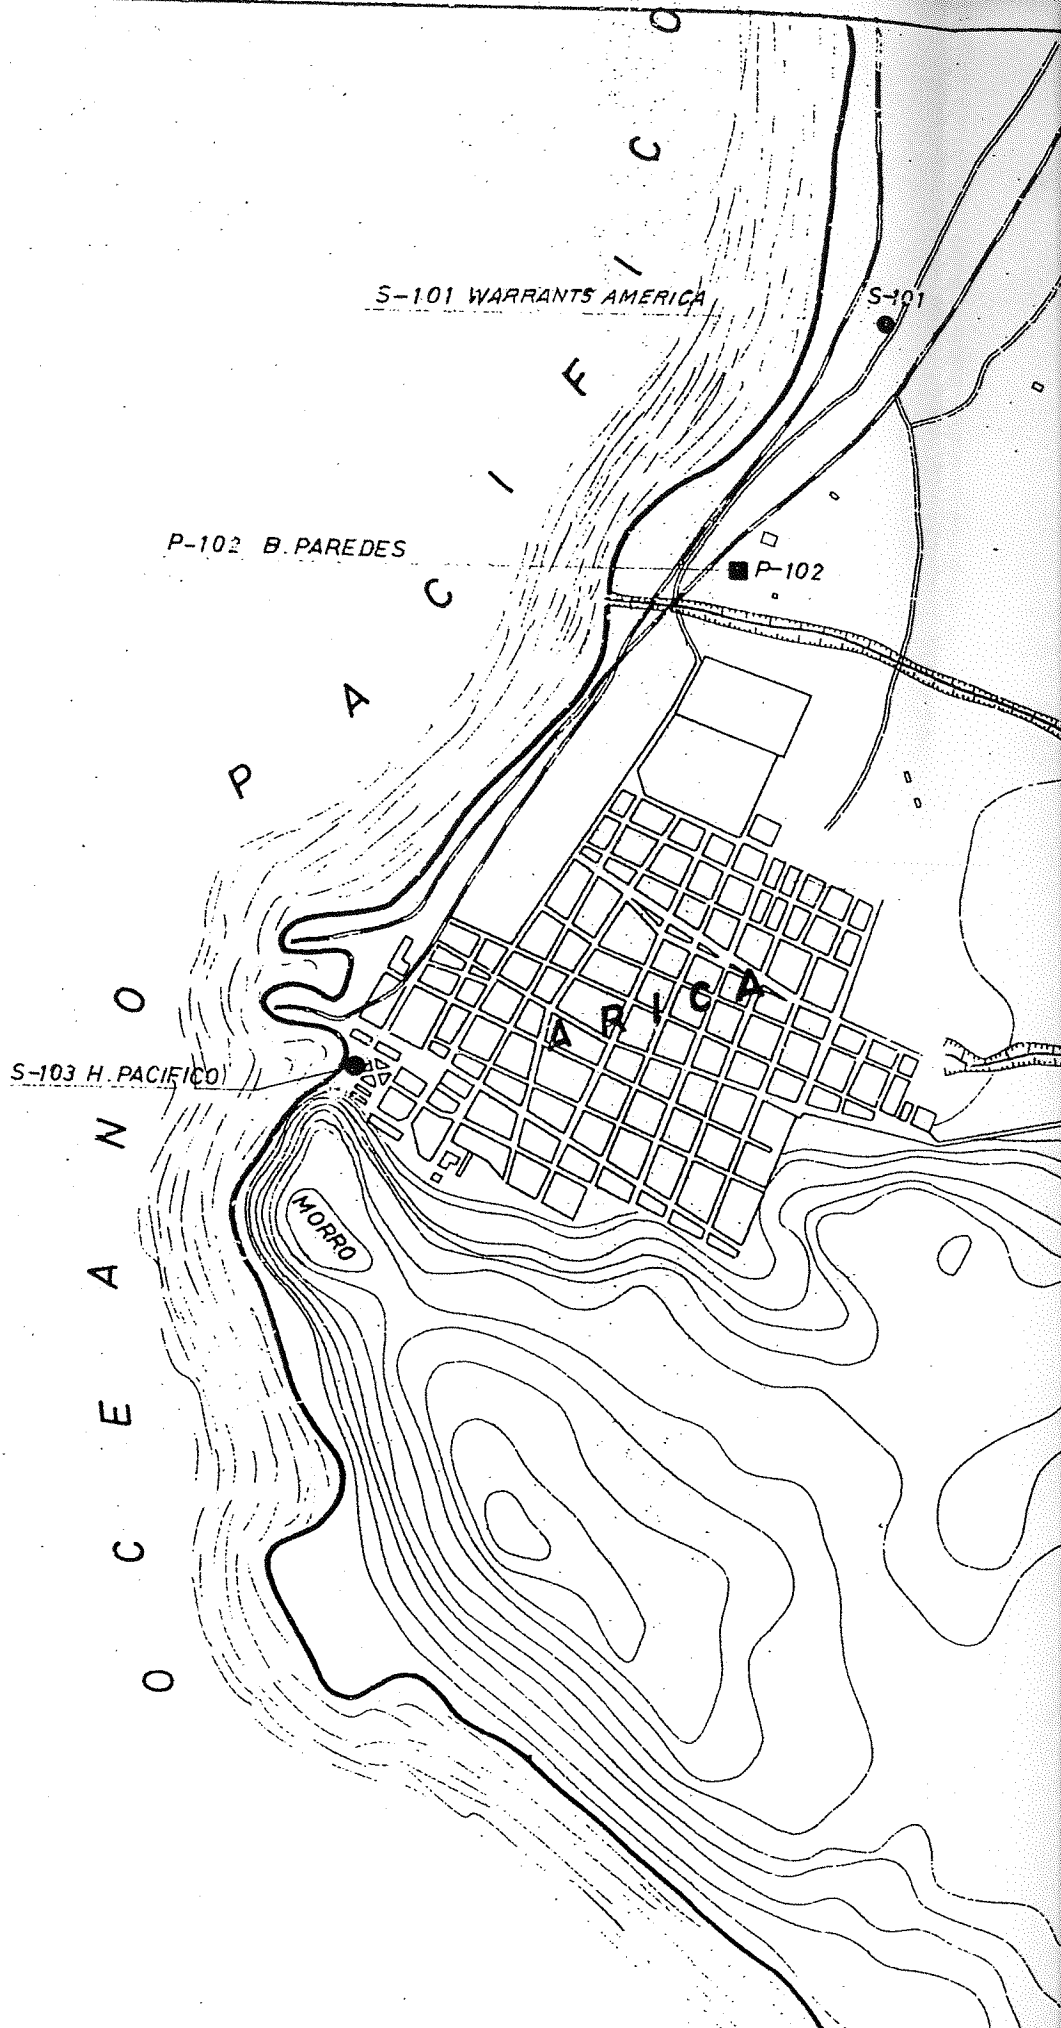 OCEANO PACIFICO
S-101 WARRANTS AMERICA
S-101
P-102 B. PAREDES
P-102
ARICA
S-103 H. PACIFICO
MORRO